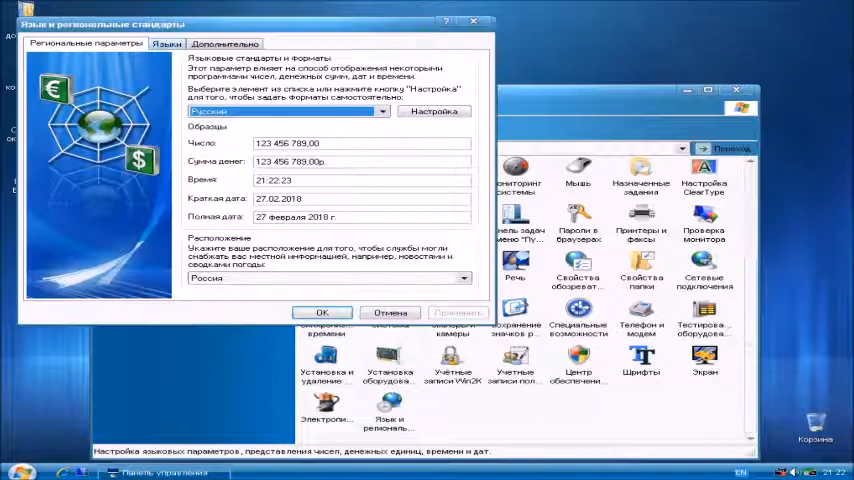 Язык и региональные стандарты
Региональные параметры
Языки
Дополнительно
Языковые стандарты и форматы
Этот параметр влияет на способ отображения некоторыми
программами чисел, денежных сумм, дат и времени.
Выберите элемент из списка или нажмите кнопку "Настройка"
для того, чтобы задать форматы самостоятельно:
Русский
Настройка
Образцы
Число: 123 456 789,00
Сумма денег: 123 456 789,00р.
Время: 21:22:23
Краткая дата: 27.02.2018
Полная дата: 27 февраля 2018 г.
Расположение
Укажите ваше расположение для того, чтобы службы могли
снабжать вас местной информацией, например, новостями и
сводками погоды:
Россия
OK
Отмена
Применить
Переход
Мышь
Назначенные
задания
Настройка
ClearType
системы
Пароли в
браузерах
Принтеры и
факсы
Проверка
монитора
Речь
Свойства
обозреват...
Свойства
папки
Сетевые
подключения
времени
камеры
значков р...
Специальные
возможности
Телефон и
модем
Тестирова...
оборудова...
Установка и
удаление ...
Установка
оборудова...
Учётные
записи Win2K
Учетные
записи пол...
Центр
обеспечени...
Шрифты
Экран
Электропи...
Язык и
региональ...
Настройка языковых параметров, представления чисел, денежных единиц, времени и дат.
Корзина
Панель управления
EN
21:22